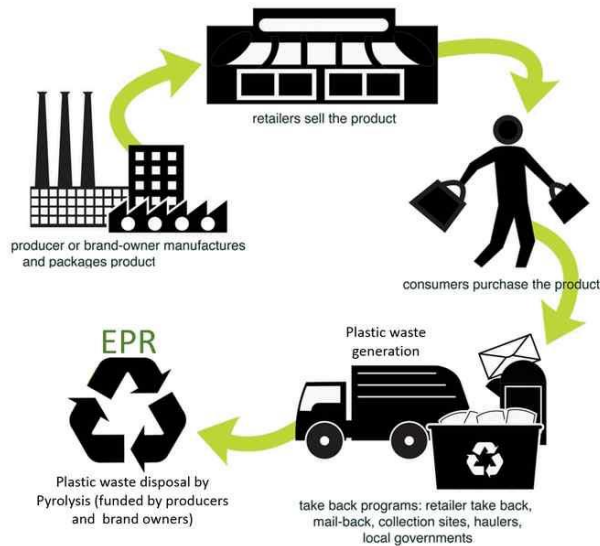 retailers sell the product
producer or brand-owner manufactures
and packages product
consumers purchase the product
Plastic waste
generation
EPR
Plastic waste disposal by
Pyrolysis (funded by producers
and brand owners)
take back programs: retailer take back,
mail-back, collection sites, haulers,
local governments